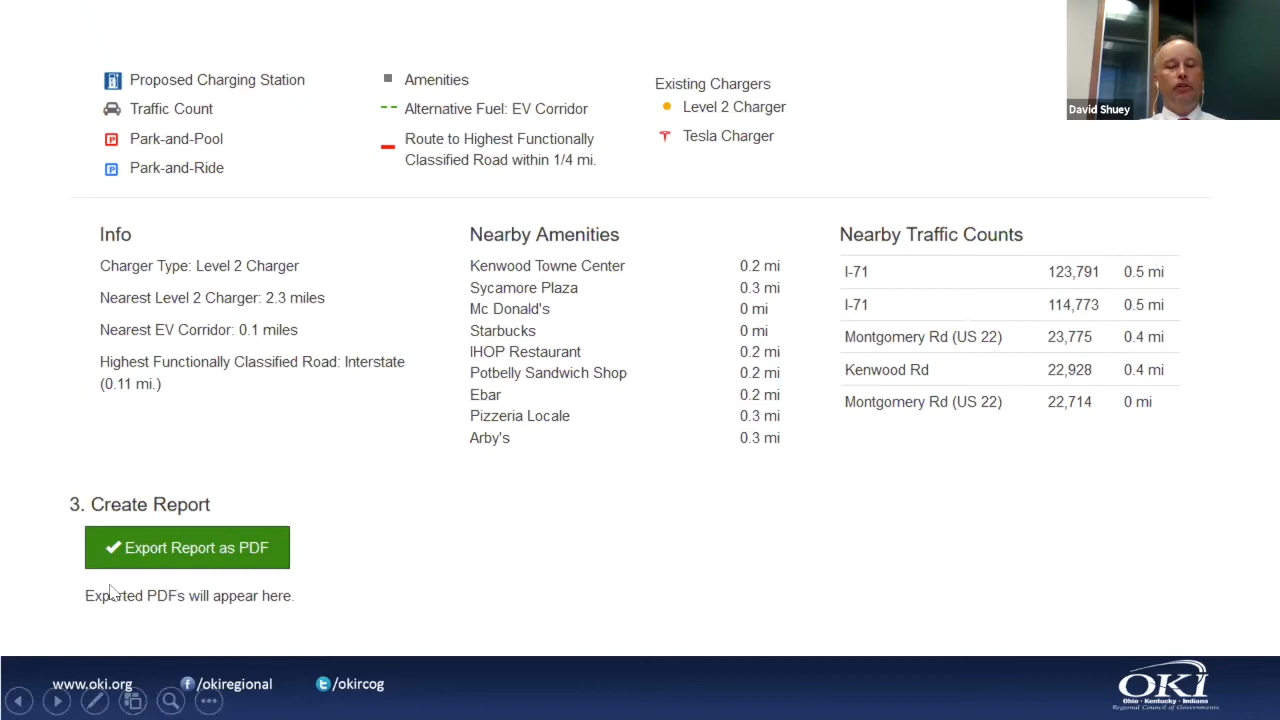 David Shuey
Proposed Charging Station
Traffic Count
Park-and-Pool
Park-and-Ride
Amenities
Alternative Fuel: EV Corridor
Route to Highest Functionally
Classified Road within 1/4 mi.
Existing Chargers
Level 2 Charger
Tesla Charger
Info
Charger Type: Level 2 Charger
Nearest Level 2 Charger: 2.3 miles
Nearest EV Corridor: 0.1 miles
Highest Functionally Classified Road: Interstate
(0.11 mi.)
Nearby Amenities
Kenwood Towne Center 0.2 mi
Sycamore Plaza 0.3 mi
Mc Donald's 0 mi
Starbucks 0 mi
IHOP Restaurant 0.2 mi
Potbelly Sandwich Shop 0.2 mi
Ebar 0.2 mi
Pizzeria Locale 0.3 mi
Arby's 0.3 mi
Nearby Traffic Counts
I-71 123,791 0.5 mi
I-71 114,773 0.5 mi
Montgomery Rd (US 22) 23,775 0.4 mi
Kenwood Rd 22,928 0.4 mi
Montgomery Rd (US 22) 22,714 0 mi
3. Create Report
Export Report as PDF
Exported PDFs will appear here.
www.oki.org
/okiregional
/okircog
OKI
Ohio · Kentucky · Indiana
Regional Council of Governments